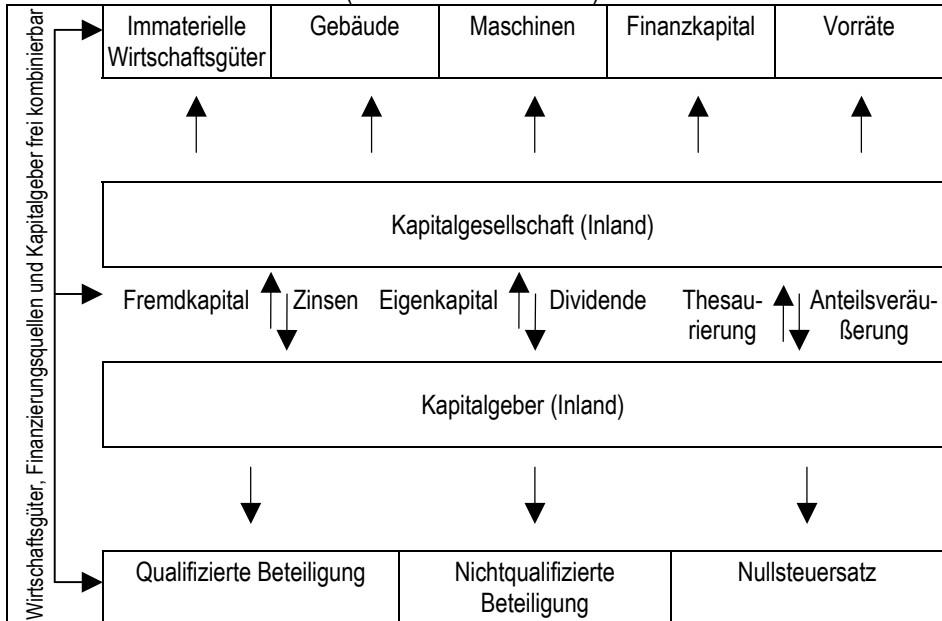 Wirtschaftsgüter, Finanzierungsquellen und Kapitalgeber frei kombinierbar
Immaterielle
Wirtschaftsgüter
Gebäude
Maschinen
Finanzkapital
Vorräte
Kapitalgesellschaft (Inland)
Fremdkapital
Zinsen
Eigenkapital
Dividende
Thesau-
rierung
Anteilsveräu-
ßerung
Kapitalgeber (Inland)
Qualifizierte Beteiligung
Nichtqualifizierte
Beteiligung
Nullsteuersatz